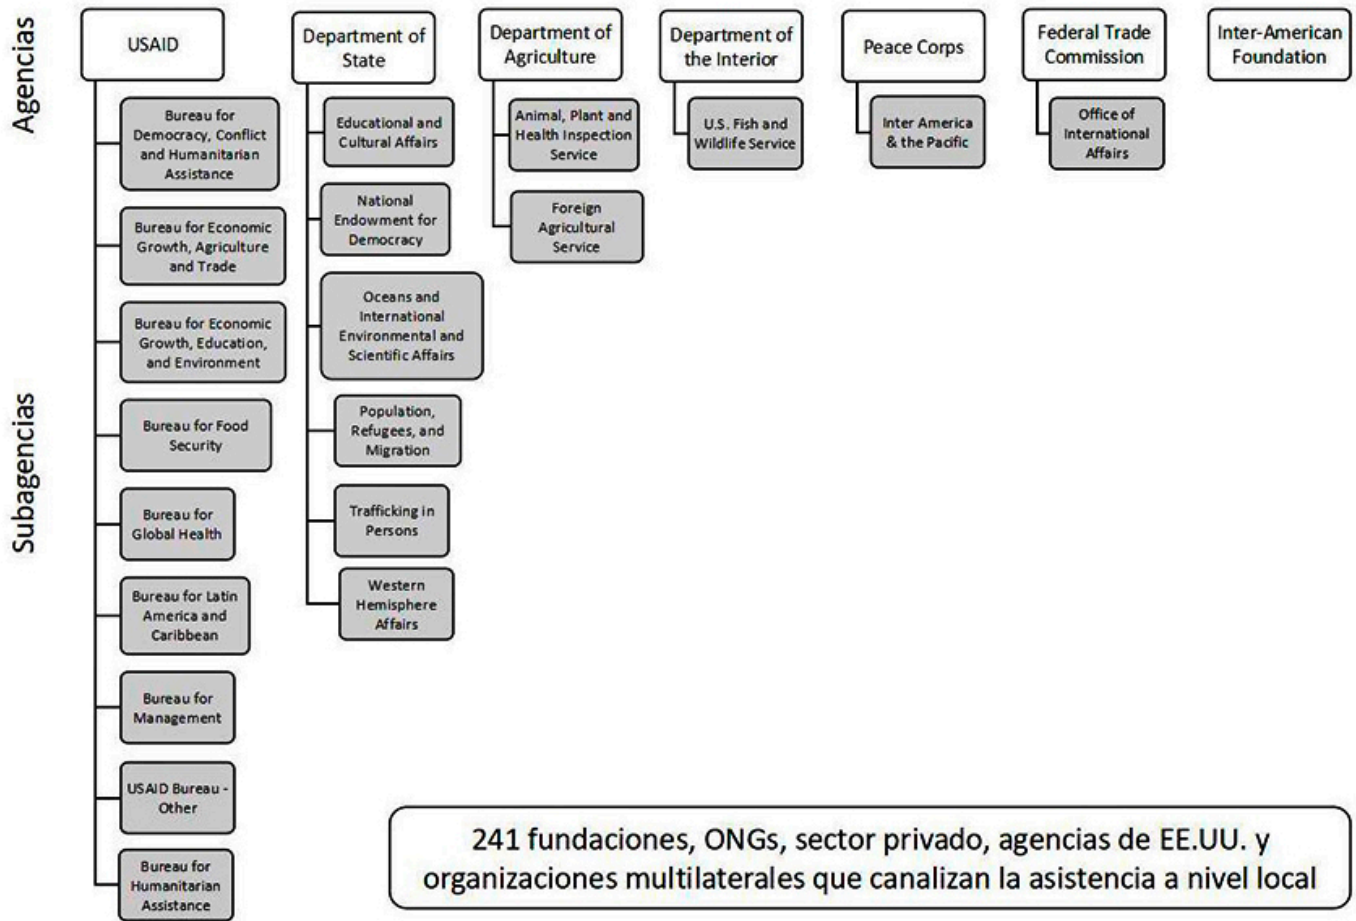 Agencias
USAID
Department of
State
Department of
Agriculture
Department of
the Interior
Peace Corps
Federal Trade
Commission
Inter-American
Foundation
Subagencias
Bureau for
Democracy, Conflict
and Humanitarian
Assistance
Bureau for Economic
Growth, Agriculture
and Trade
Bureau for Economic
Growth, Education,
and Environment
Bureau for Food
Security
Bureau for
Global Health
Bureau for Latin
America and
Caribbean
Bureau for
Management
USAID Bureau -
Other
Bureau for
Humanitarian
Assistance
Educational and
Cultural Affairs
National
Endowment for
Democracy
Oceans and
International
Environmental and
Scientific Affairs
Population,
Refugees, and
Migration
Trafficking in
Persons
Western
Hemisphere
Affairs
Animal, Plant and
Health Inspection
Service
Foreign
Agricultural
Service
U.S. Fish and
Wildlife Service
Inter America
& the Pacific
Office of
International
Affairs
241 fundaciones, ONGs, sector privado, agencias de EE.UU. y
organizaciones multilaterales que canalizan la asistencia a nivel local